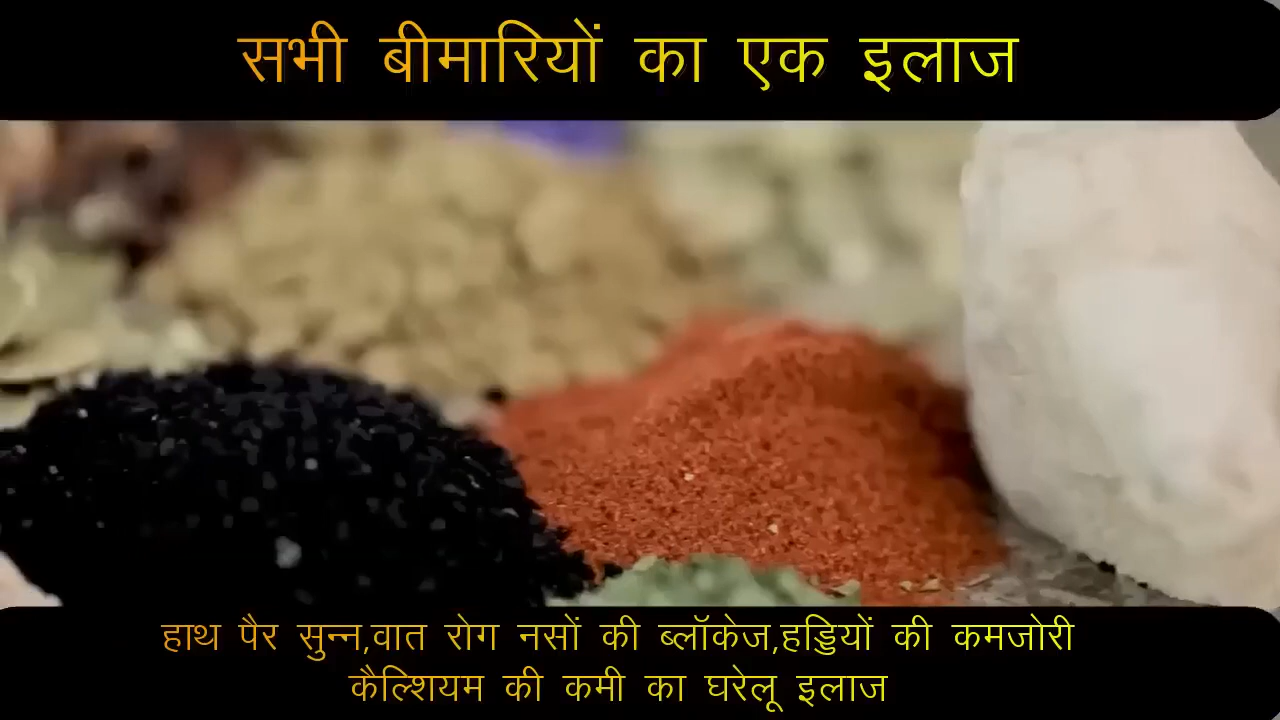 सभी बीमारियों का एक इलाज
हाथ पैर सुन्न,वात रोग नसों की ब्लॉकेज,हड्डियों की कमजोरी
कैल्शियम की कमी का घरेलू इलाज